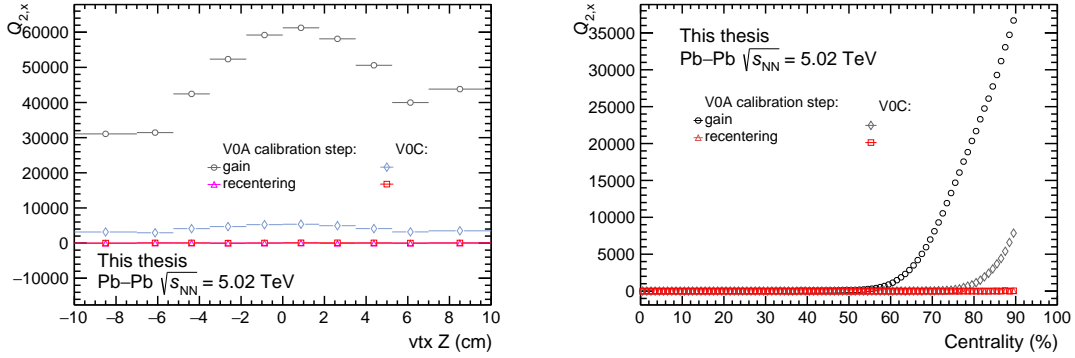 Q2,x
60000
50000
40000
30000
20000
10000
0
−10000
V0A calibration step: V0C:
gain
recentering
This thesis
Pb−Pb √sNN = 5.02 TeV
−10 −8 −6 −4 −2 0 2 4 6 8 10
vtx Z (cm)
Q2,x
35000
30000
25000
20000
15000
10000
5000
0
This thesis
Pb−Pb √sNN = 5.02 TeV
V0A calibration step: V0C:
gain
recentering
0 10 20 30 40 50 60 70 80 90 100
Centrality (%)